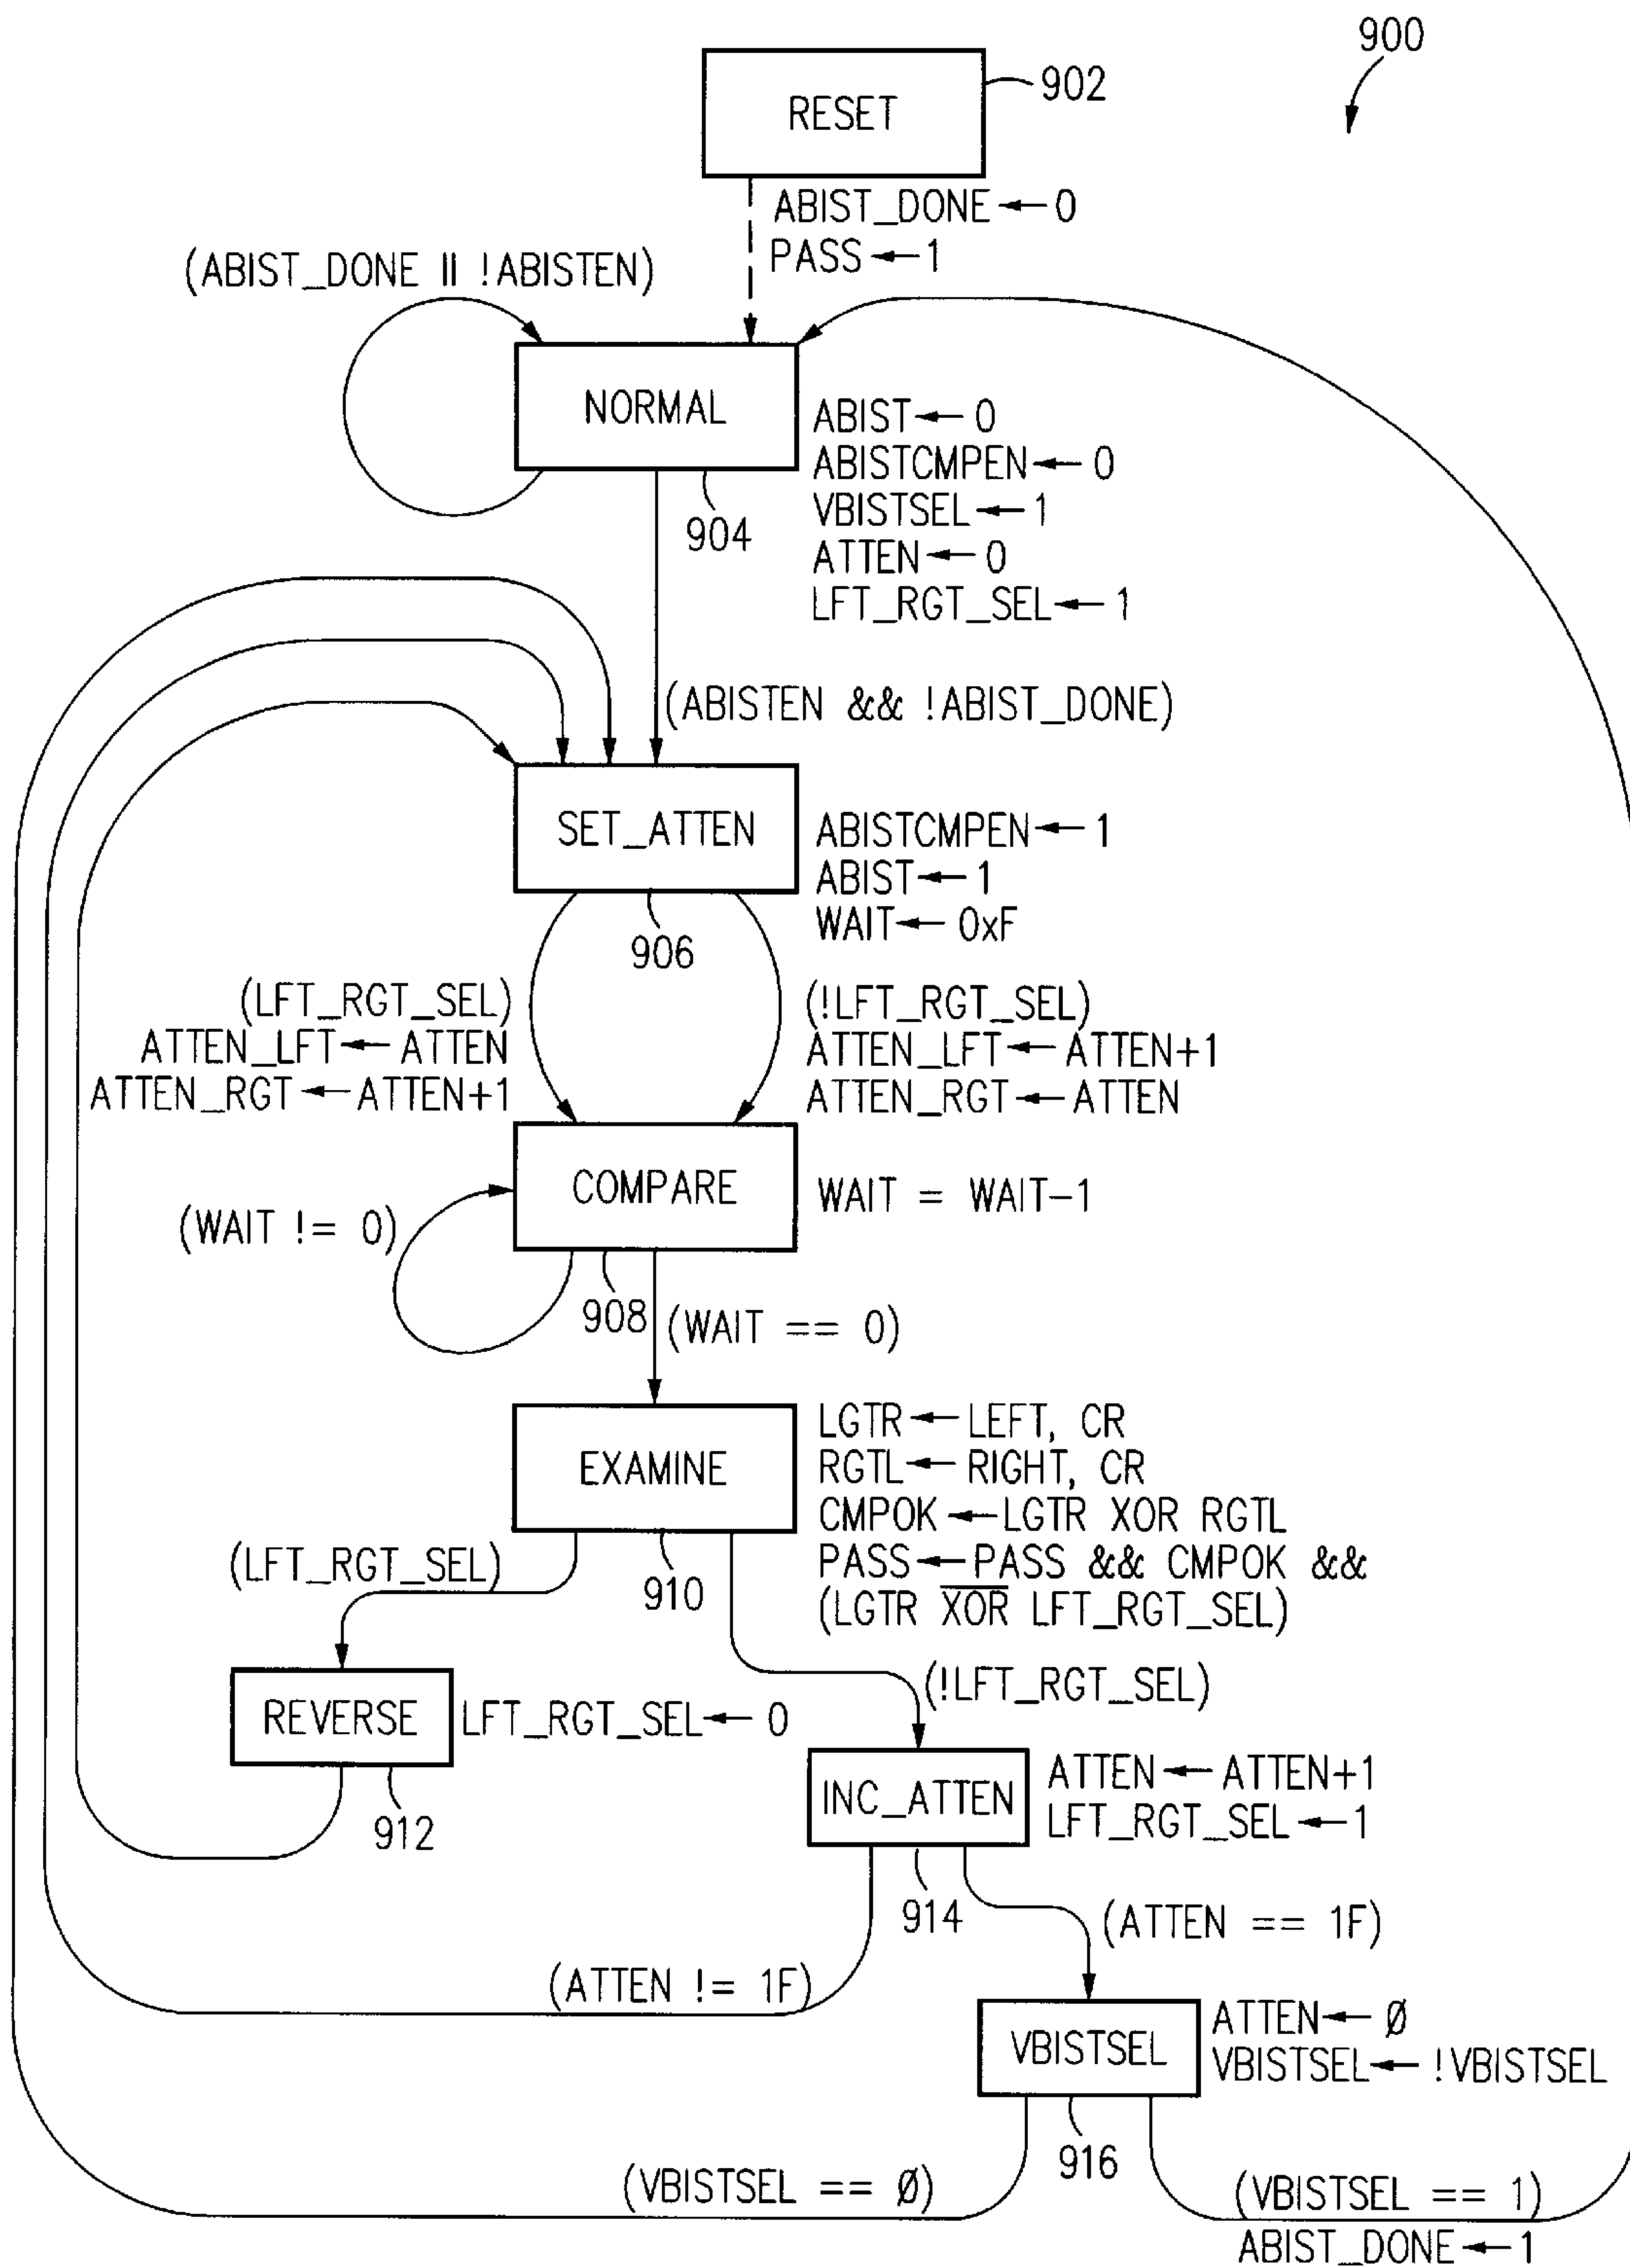 900
RESET
902
ABIST_DONE←0
PASS←1
(ABIST_DONE || !ABISTEN)
NORMAL
904
ABIST←0
ABISTCMPEN←0
VBISTSEL←1
ATTEN←0
LFT_RGT_SEL←1
(ABISTEN && !ABIST_DONE)
SET_ATTEN
906
ABISTCMPEN←1
ABIST←1
WAIT←0xF
(LFT_RGT_SEL)
ATTEN_LFT←ATTEN
ATTEN_RGT←ATTEN+1
(!LFT_RGT_SEL)
ATTEN_LFT←ATTEN+1
ATTEN_RGT←ATTEN
COMPARE
WAIT = WAIT-1
(WAIT != 0)
908
(WAIT == 0)
EXAMINE
910
LGTR←LEFT, CR
RGTL←RIGHT, CR
CMPOK←LGTR XOR RGTL
PASS←PASS && CMPOK &&
(LGTR X̅O̅R̅ LFT_RGT_SEL)
(LFT_RGT_SEL)
REVERSE
LFT_RGT_SEL←0
912
(!LFT_RGT_SEL)
INC_ATTEN
ATTEN←ATTEN+1
LFT_RGT_SEL←1
914
(ATTEN == 1F)
(ATTEN != 1F)
VBISTSEL
ATTEN←Ø
VBISTSEL←!VBISTSEL
916
(VBISTSEL == Ø)
(VBISTSEL == 1)
ABIST_DONE←1